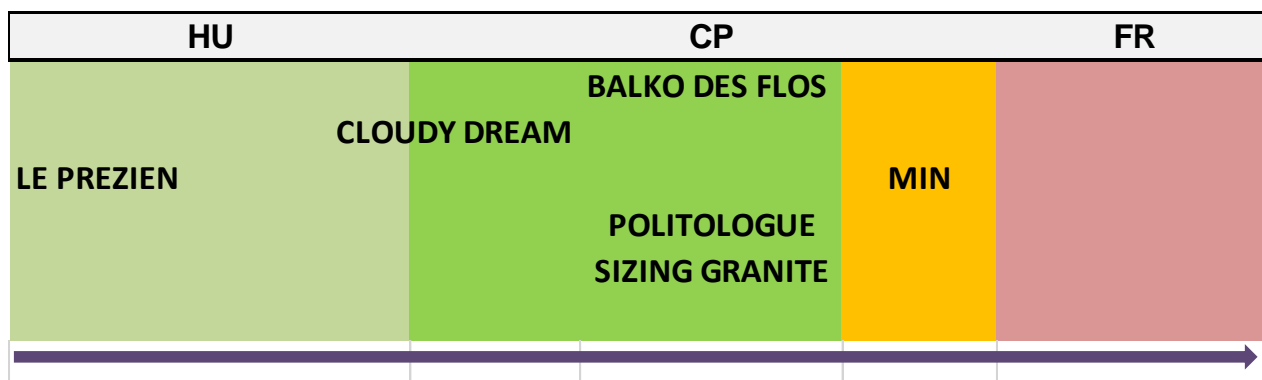 HU CP FR
BALKO DES FLOS
CLOUDY DREAM
LE PREZIEN MIN
POLITOLOGUE
SIZING GRANITE